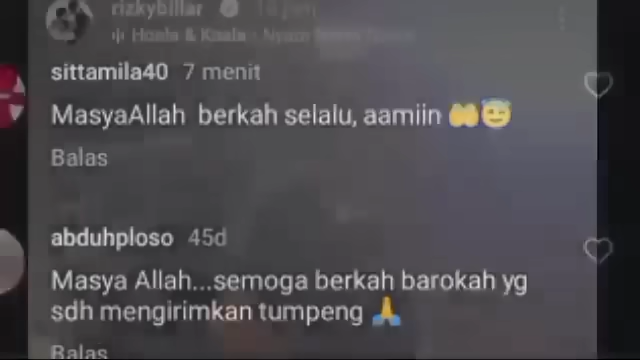 rizkybillar
sittamila40 7 menit
MasyaAllah berkah selalu, aamiin 🤲😇
Balas
abduhploso 45d
Masya Allah...semoga berkah barokah yg
sdh mengirimkan tumpeng 🙏
Balas